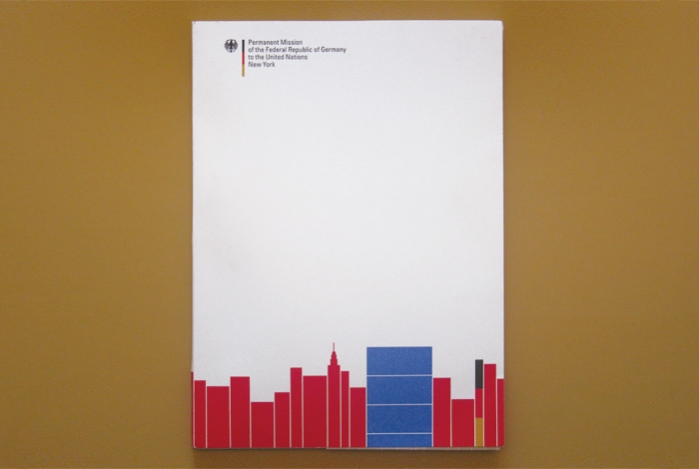 Permanent Mission
of the Federal Republic of Germany
to the United Nations
New York